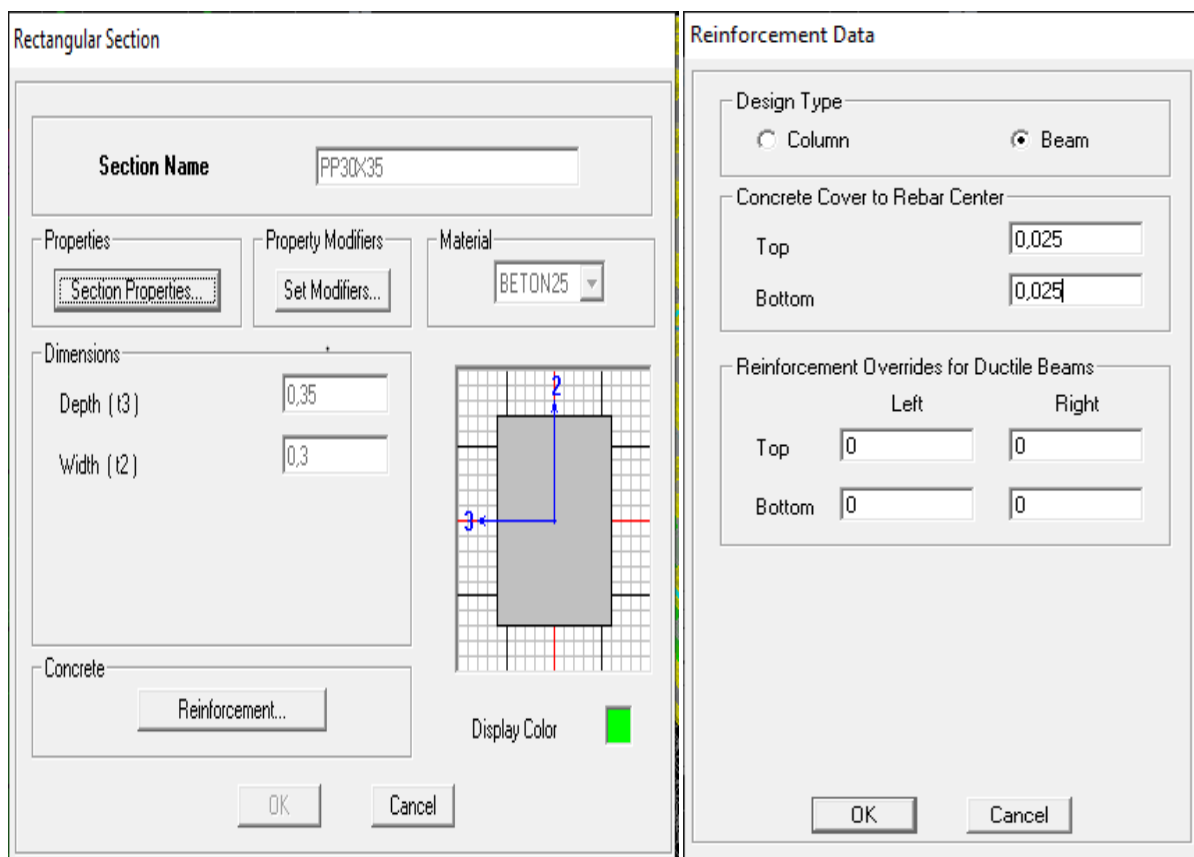 Rectangular Section
Section Name PP30X35
Properties
Section Properties...
Property Modifiers
Set Modifiers...
Material
BETON25
Dimensions
Depth ( t3 ) 0,35
Width ( t2 ) 0,3
2
3
Concrete
Reinforcement...
Display Color
OK Cancel
Reinforcement Data
Design Type
Column Beam
Concrete Cover to Rebar Center
Top 0,025
Bottom 0,025
Reinforcement Overrides for Ductile Beams
Left Right
Top 0 0
Bottom 0 0
OK Cancel